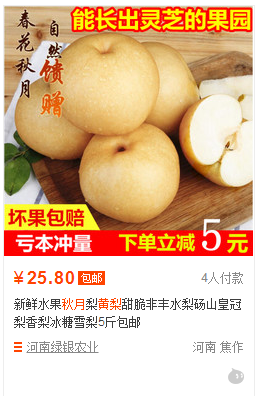 能长出灵芝的果园
春花秋月
自然
馈赠
坏果包赔
亏本冲量
下单立减5元
￥25.80 包邮
4人付款
新鲜水果秋月梨黄梨甜脆非丰水梨砀山皇冠
梨香梨冰糖雪梨5斤包邮
河南绿银农业
河南 焦作